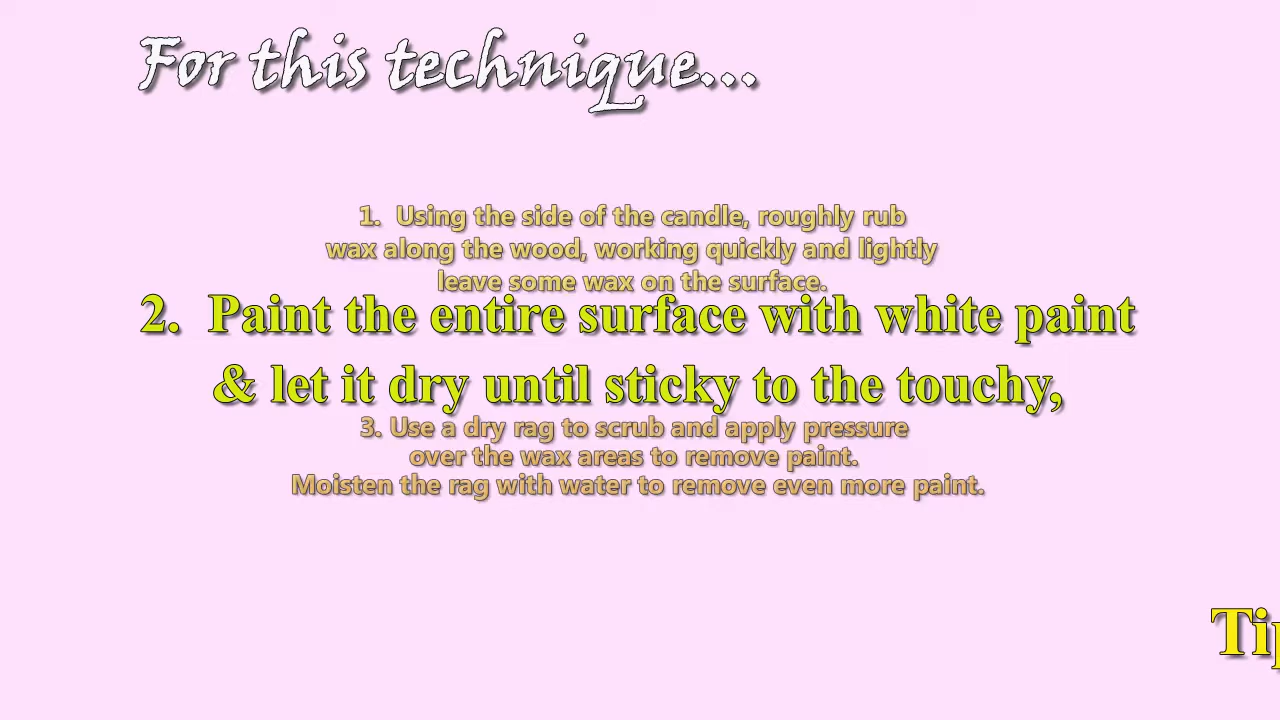 For this technique...
1. Using the side of the candle, roughly rub
wax along the wood, working quickly and lightly
leave some wax on the surface.
2. Paint the entire surface with white paint
& let it dry until sticky to the touchy,
3. Use a dry rag to scrub and apply pressure
over the wax areas to remove paint.
Moisten the rag with water to remove even more paint.
Tip